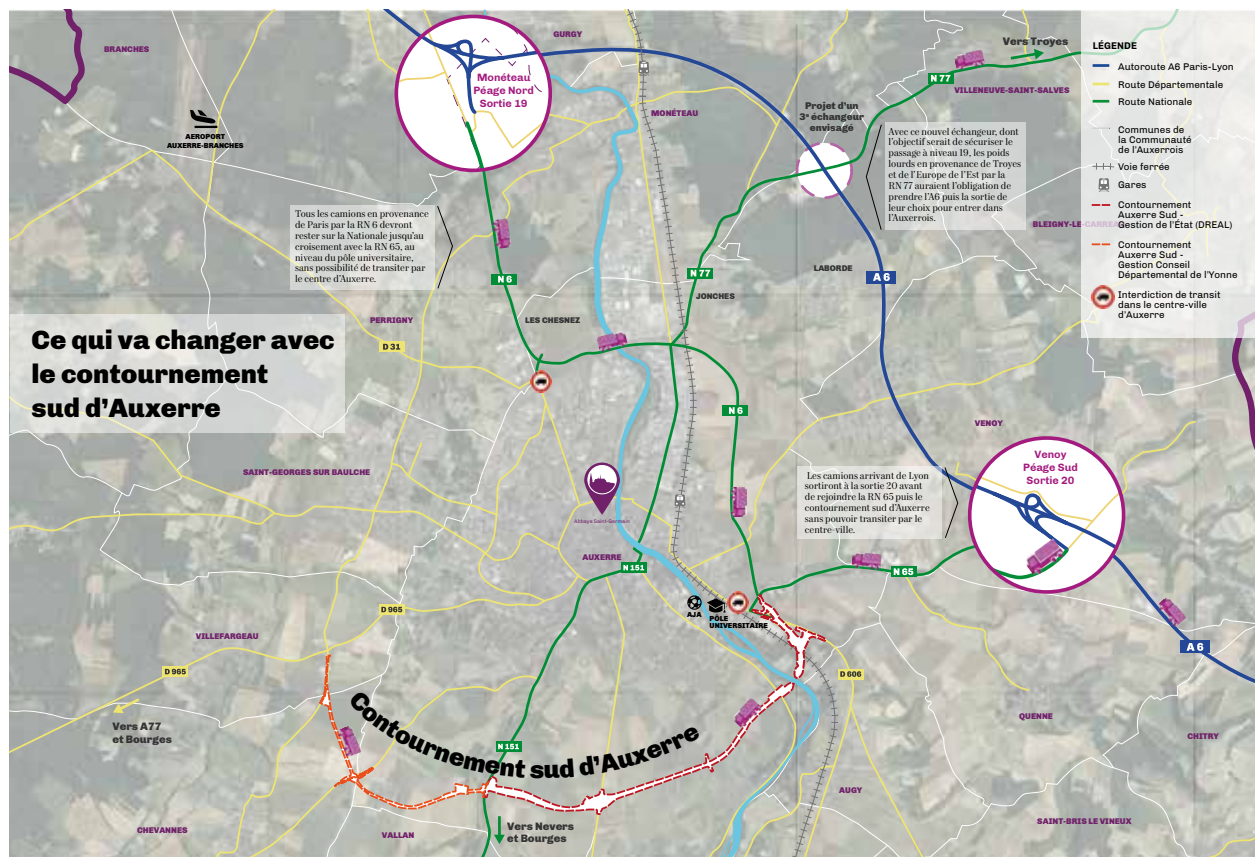 BRANCHES
AEROPORT
AUXERRE-BRANCHES
Monéteau
Péage Nord
Sortie 19
GURGY
MONÉTEAU
Vers Troyes
N 77
VILLENEUVE-SAINT-SALVES
Projet d'un
3e échangeur
envisagé
Avec ce nouvel échangeur, dont
l'objectif serait de sécuriser le
passage à niveau 19, les poids
lourds en provenance de Troyes
et de l'Europe de l'Est par la
RN 77 auraient l'obligation de
prendre l'A6 puis la sortie de
leur choix pour entrer dans
l'Auxerrois.
LÉGENDE
Autoroute A6 Paris-Lyon
Route Départementale
Route Nationale
Communes de
la Communauté
de l'Auxerrois
Voie ferrée
Gares
Contournement
Auxerre Sud -
Gestion de l'État (DREAL)
Contournement
Auxerre Sud -
Gestion Conseil
Départemental de l'Yonne
Interdiction de transit
dans le centre-ville
d'Auxerre
BLEIGNY-LE-CARREAU
Tous les camions en provenance
de Paris par la RN 6 devront
rester sur la Nationale jusqu'au
croisement avec la RN 65, au
niveau du pôle universitaire,
sans possibilité de transiter par
le centre d'Auxerre.
N 6
N 77
LABORDE
A 6
JONCHES
LES CHESNEZ
PERRIGNY
D 31
Ce qui va changer avec
le contournement
sud d'Auxerre
N 6
VENOY
SAINT-GEORGES SUR BAULCHE
Venoy
Péage Sud
Sortie 20
Les camions arrivant de Lyon
sortiront à la sortie 20 avant
de rejoindre la RN 65 puis le
contournement sud d'Auxerre
sans pouvoir transiter par le
centre-ville.
Abbaye Saint-Germain
AUXERRE
N 151
N 65
AJA
PÔLE
UNIVERSITAIRE
D 965
VILLEFARGEAU
D 965
D 606
A 6
Vers A77
et Bourges
Contournement sud d'Auxerre
N 151
QUENNE
CHITRY
AUGY
CHEVANNES
VALLAN
Vers Nevers
et Bourges
SAINT-BRIS LE VINEUX